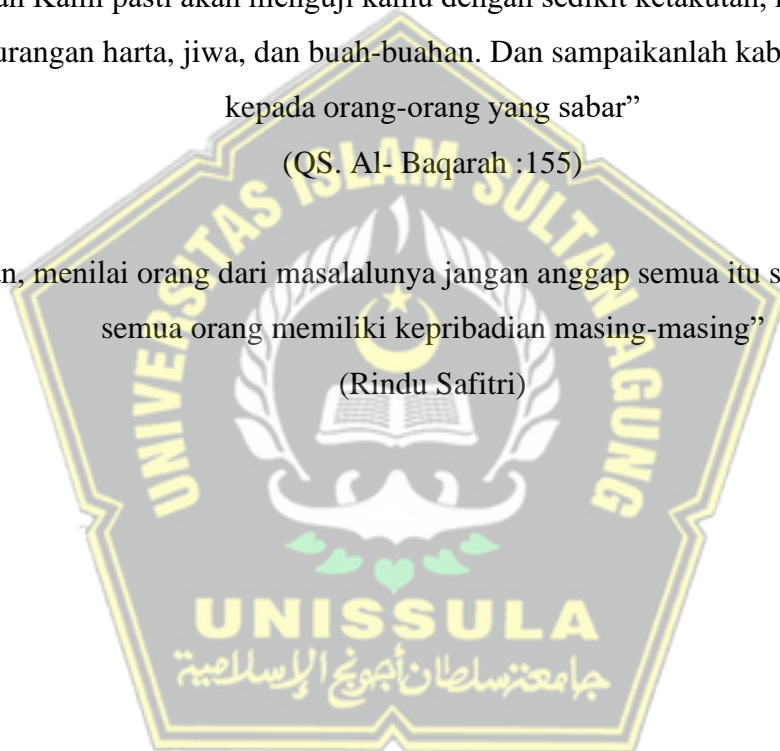 an Kami pasti akan menguji kamu dengan sedikit ketakutan,
urangan harta, jiwa, dan buah-buahan. Dan sampaikanlah kab
kepada orang-orang yang sabar”
(QS. Al- Baqarah :155)
n, menilai orang dari masalalunya jangan anggap semua itu s
semua orang memiliki kepribadian masing-masing”
(Rindu Safitri)
UNIVERSITAS ISLAM SULTAN AGUNG
UNISSULA
جامعة سلطان أجونج الإسلامية